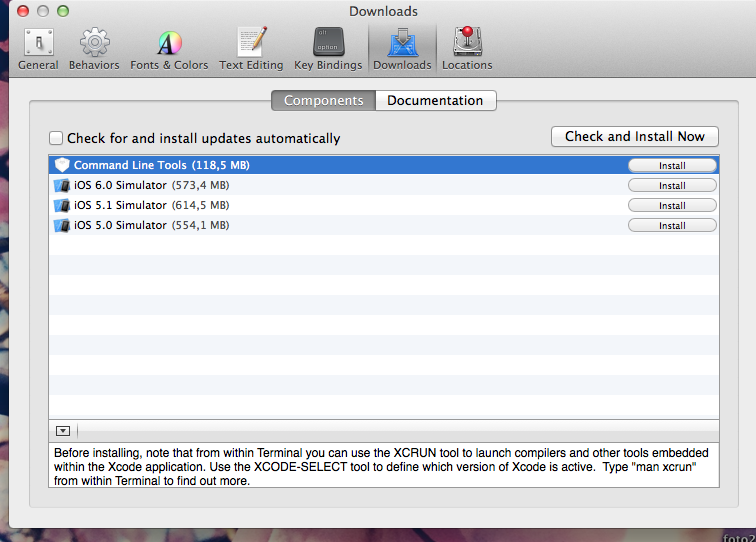 Downloads
General Behaviors Fonts & Colors Text Editing Key Bindings Downloads Locations
Components Documentation
Check for and install updates automatically Check and Install Now
Command Line Tools (118,5 MB) Install
iOS 6.0 Simulator (573,4 MB) Install
iOS 5.1 Simulator (614,5 MB) Install
iOS 5.0 Simulator (554,1 MB) Install
Before installing, note that from within Terminal you can use the XCRUN tool to launch compilers and other tools embedded
within the Xcode application. Use the XCODE-SELECT tool to define which version of Xcode is active. Type "man xcrun"
from within Terminal to find out more.